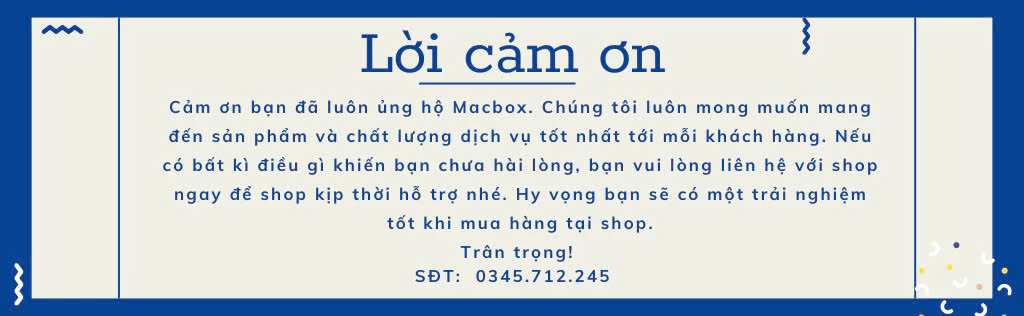 Lời cảm ơn
Cảm ơn bạn đã luôn ủng hộ Macbox. Chúng tôi luôn mong muốn mang
đến sản phẩm và chất lượng dịch vụ tốt nhất tới mỗi khách hàng. Nếu
có bất kì điều gì khiến bạn chưa hài lòng, bạn vui lòng liên hệ với shop
ngay để shop kịp thời hỗ trợ nhé. Hy vọng bạn sẽ có một trải nghiệm
tốt khi mua hàng tại shop.
Trân trọng!
SĐT: 0345.712.245